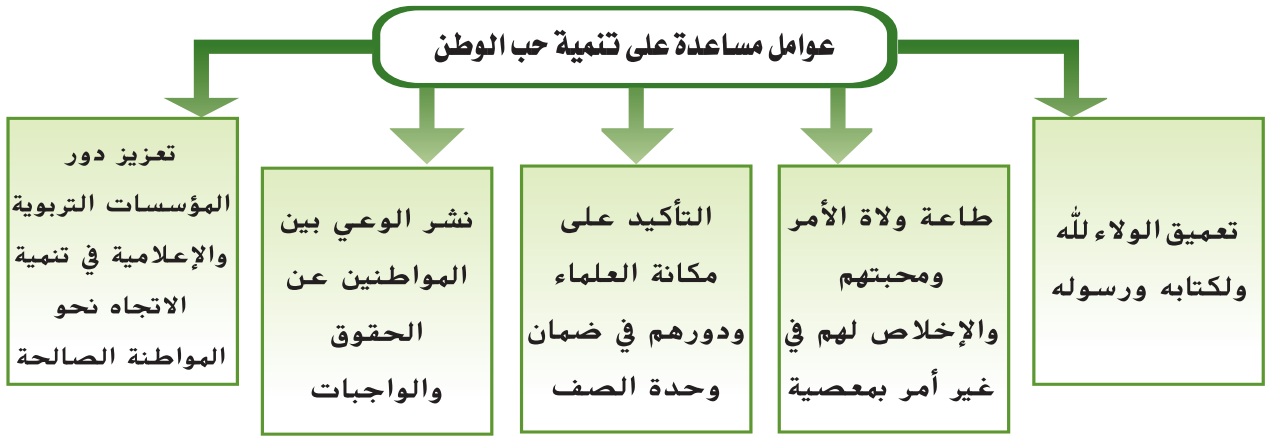 عوامل مساعدة على تنمية حب الوطن
تعميق الولاء لله
ولكتابه ورسوله
طاعة ولاة الأمر
ومحبتهم
والإخلاص لهم في
غير أمر بمعصية
التأكيد على
مكانة العلماء
ودورهم في ضمان
وحدة الصف
نشر الوعي بين
المواطنين عن
الحقوق
والواجبات
تعزيز دور
المؤسسات التربوية
والإعلامية في تنمية
الاتجاه نحو
المواطنة الصالحة